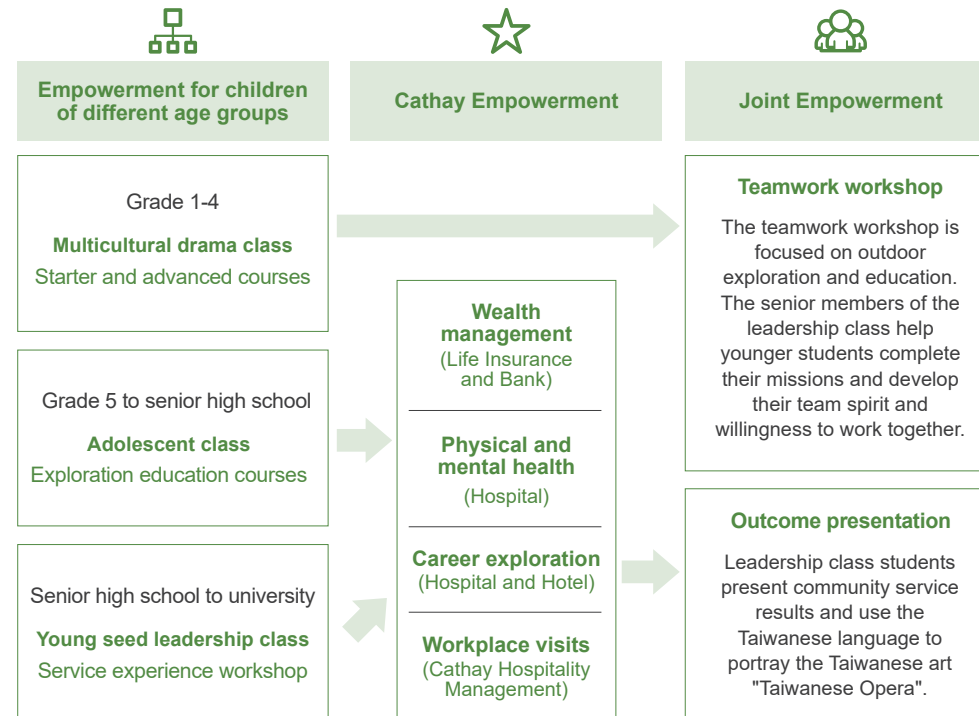 Empowerment for children
of different age groups
Cathay Empowerment
Joint Empowerment
Grade 1-4
Multicultural drama class
Starter and advanced courses
Grade 5 to senior high school
Adolescent class
Exploration education courses
Senior high school to university
Young seed leadership class
Service experience workshop
Wealth
management
(Life Insurance
and Bank)
Physical and
mental health
(Hospital)
Career exploration
(Hospital and Hotel)
Workplace visits
(Cathay Hospitality
Management)
Teamwork workshop
The teamwork workshop is
focused on outdoor
exploration and education.
The senior members of the
leadership class help
younger students complete
their missions and develop
their team spirit and
willingness to work together.
Outcome presentation
Leadership class students
present community service
results and use the
Taiwanese language to
portray the Taiwanese art
"Taiwanese Opera".